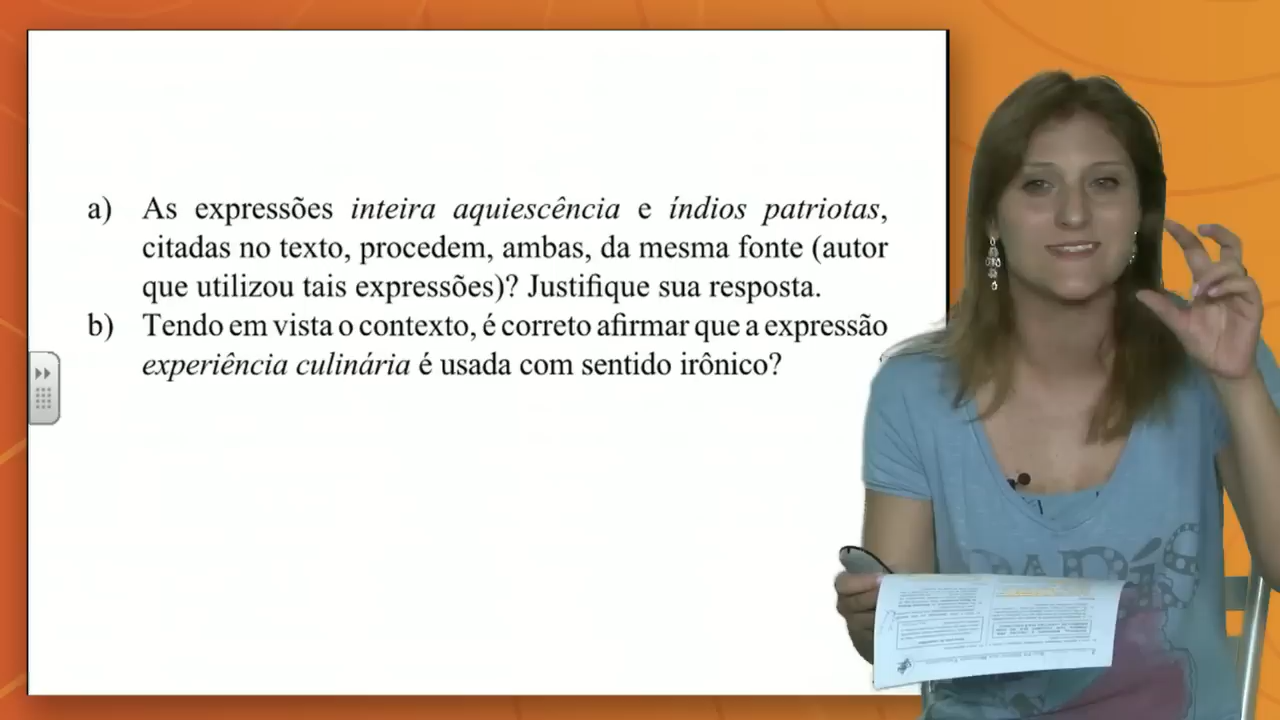 a) As expressões inteira aquiescência e índios patriotas,
citadas no texto, procedem, ambas, da mesma fonte (autor
que utilizou tais expressões)? Justifique sua resposta.
b) Tendo em vista o contexto, é correto afirmar que a expressão
experiência culinária é usada com sentido irônico?
PARIS